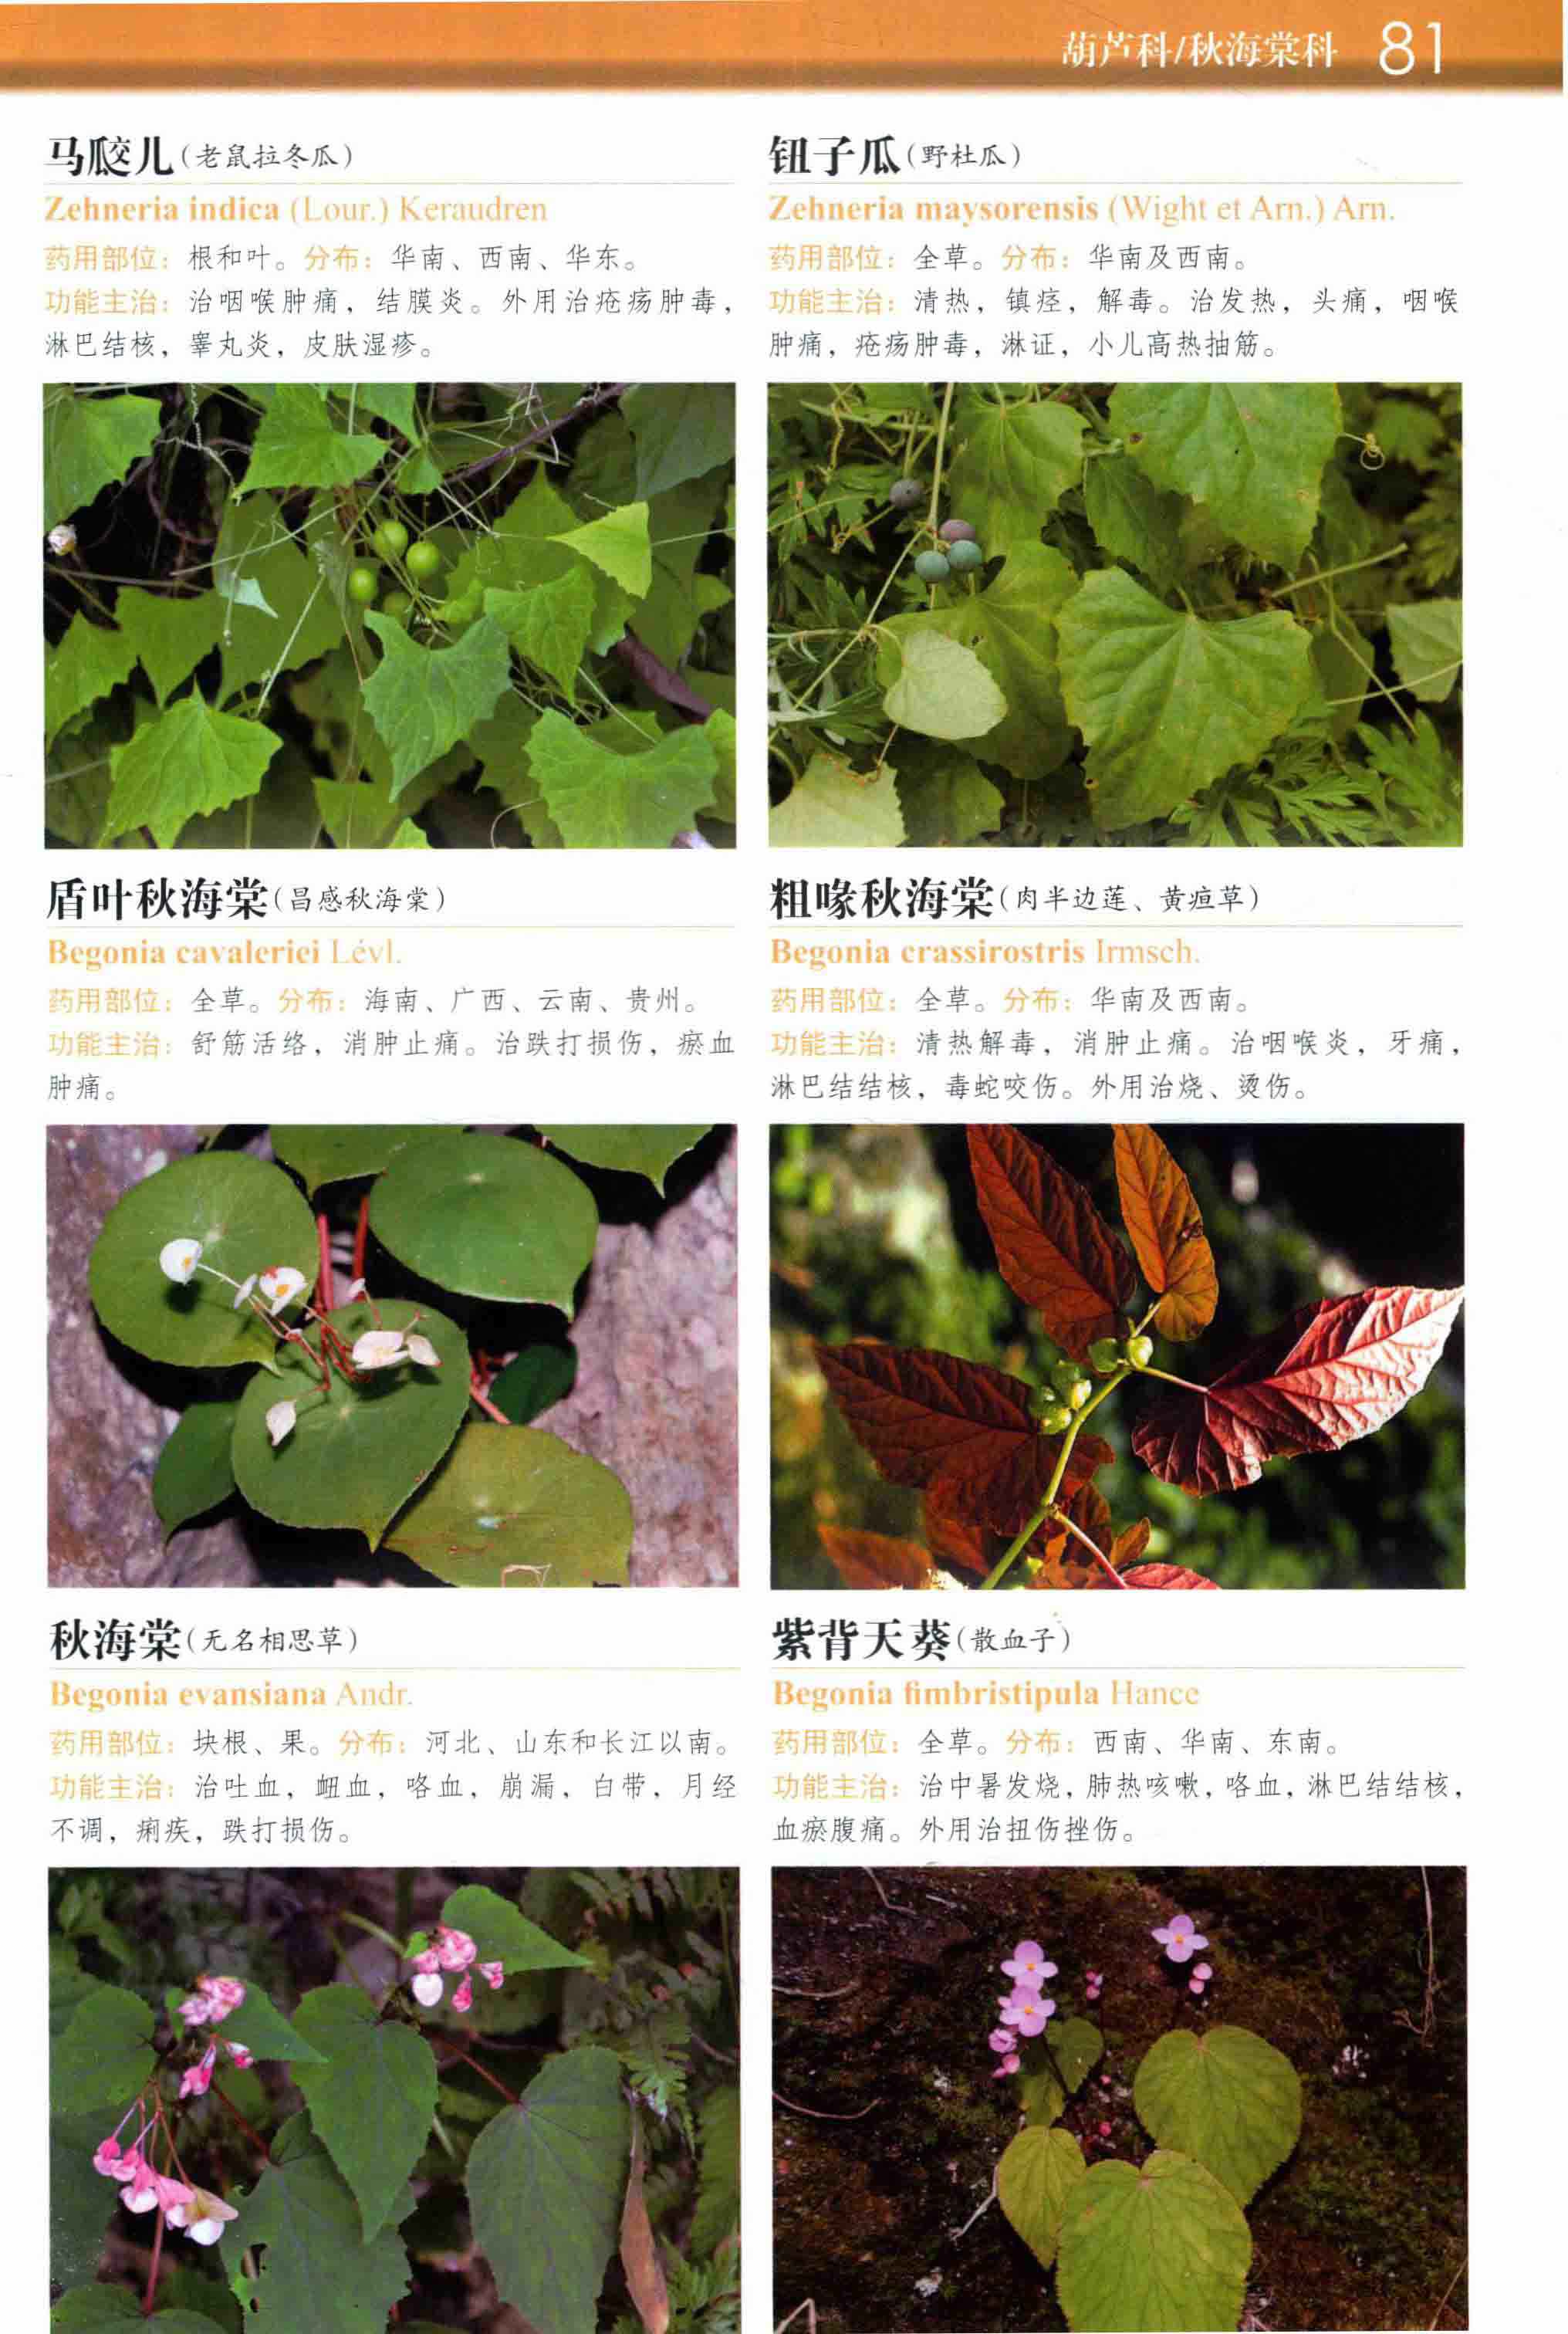 葫芦科/秋海棠科 81
马㼎儿(老鼠拉冬瓜)
Zehneria indica (Lour.) Keraudren
药用部位：根和叶。分布：华南、西南、华东。
功能主治：治咽喉肿痛，结膜炎。外用治疮疡肿毒，
淋巴结核，睾丸炎，皮肤湿疹。
钮子瓜(野杜瓜)
Zehneria maysorensis (Wight et Arn.) Arn.
药用部位：全草。分布：华南及西南。
功能主治：清热，镇痉，解毒。治发热，头痛，咽喉
肿痛，疮疡肿毒，淋证，小儿高热抽筋。
盾叶秋海棠(昌感秋海棠)
Begonia cavaleriei Lévl.
药用部位：全草。分布：海南、广西、云南、贵州。
功能主治：舒筋活络，消肿止痛。治跌打损伤，瘀血
肿痛。
粗喙秋海棠(肉半边莲、黄疸草)
Begonia crassirostris Irmsch.
药用部位：全草。分布：华南及西南。
功能主治：清热解毒，消肿止痛。治咽喉炎，牙痛，
淋巴结结核，毒蛇咬伤。外用治烧、烫伤。
秋海棠(无名相思草)
Begonia evansiana Andr.
药用部位：块根、果。分布：河北、山东和长江以南。
功能主治：治吐血，衄血，咯血，崩漏，白带，月经
不调，痢疾，跌打损伤。
紫背天葵(散血子)
Begonia fimbristipula Hance
药用部位：全草。分布：西南、华南、东南。
功能主治：治中暑发烧，肺热咳嗽，咯血，淋巴结结核，
血瘀腹痛。外用治扭伤挫伤。